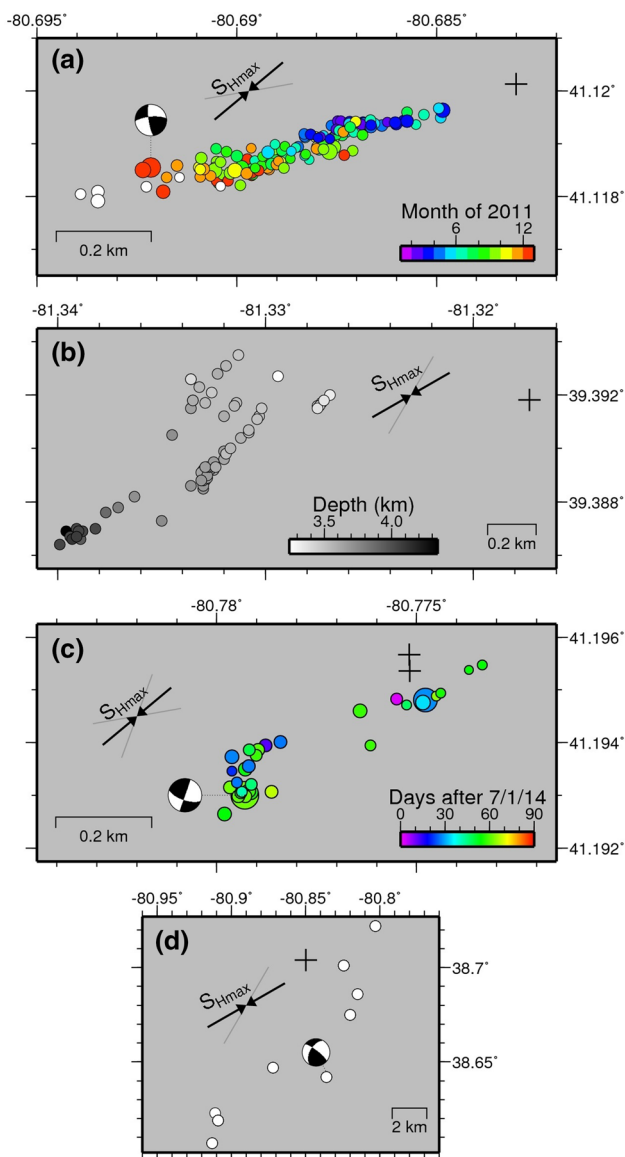 -80.695° -80.69° -80.685°
(a)
SHmax
41.12°
41.118°
Month of 2011
6 12
0.2 km
-81.34° -81.33° -81.32°
(b)
SHmax
39.392°
39.388°
Depth (km)
3.5 4.0
0.2 km
-80.78° -80.775°
(c)
41.196°
SHmax
41.194°
Days after 7/1/14
0 30 60 90
0.2 km
41.192°
-80.95° -80.9° -80.85° -80.8°
(d)
38.7°
SHmax
38.65°
2 km